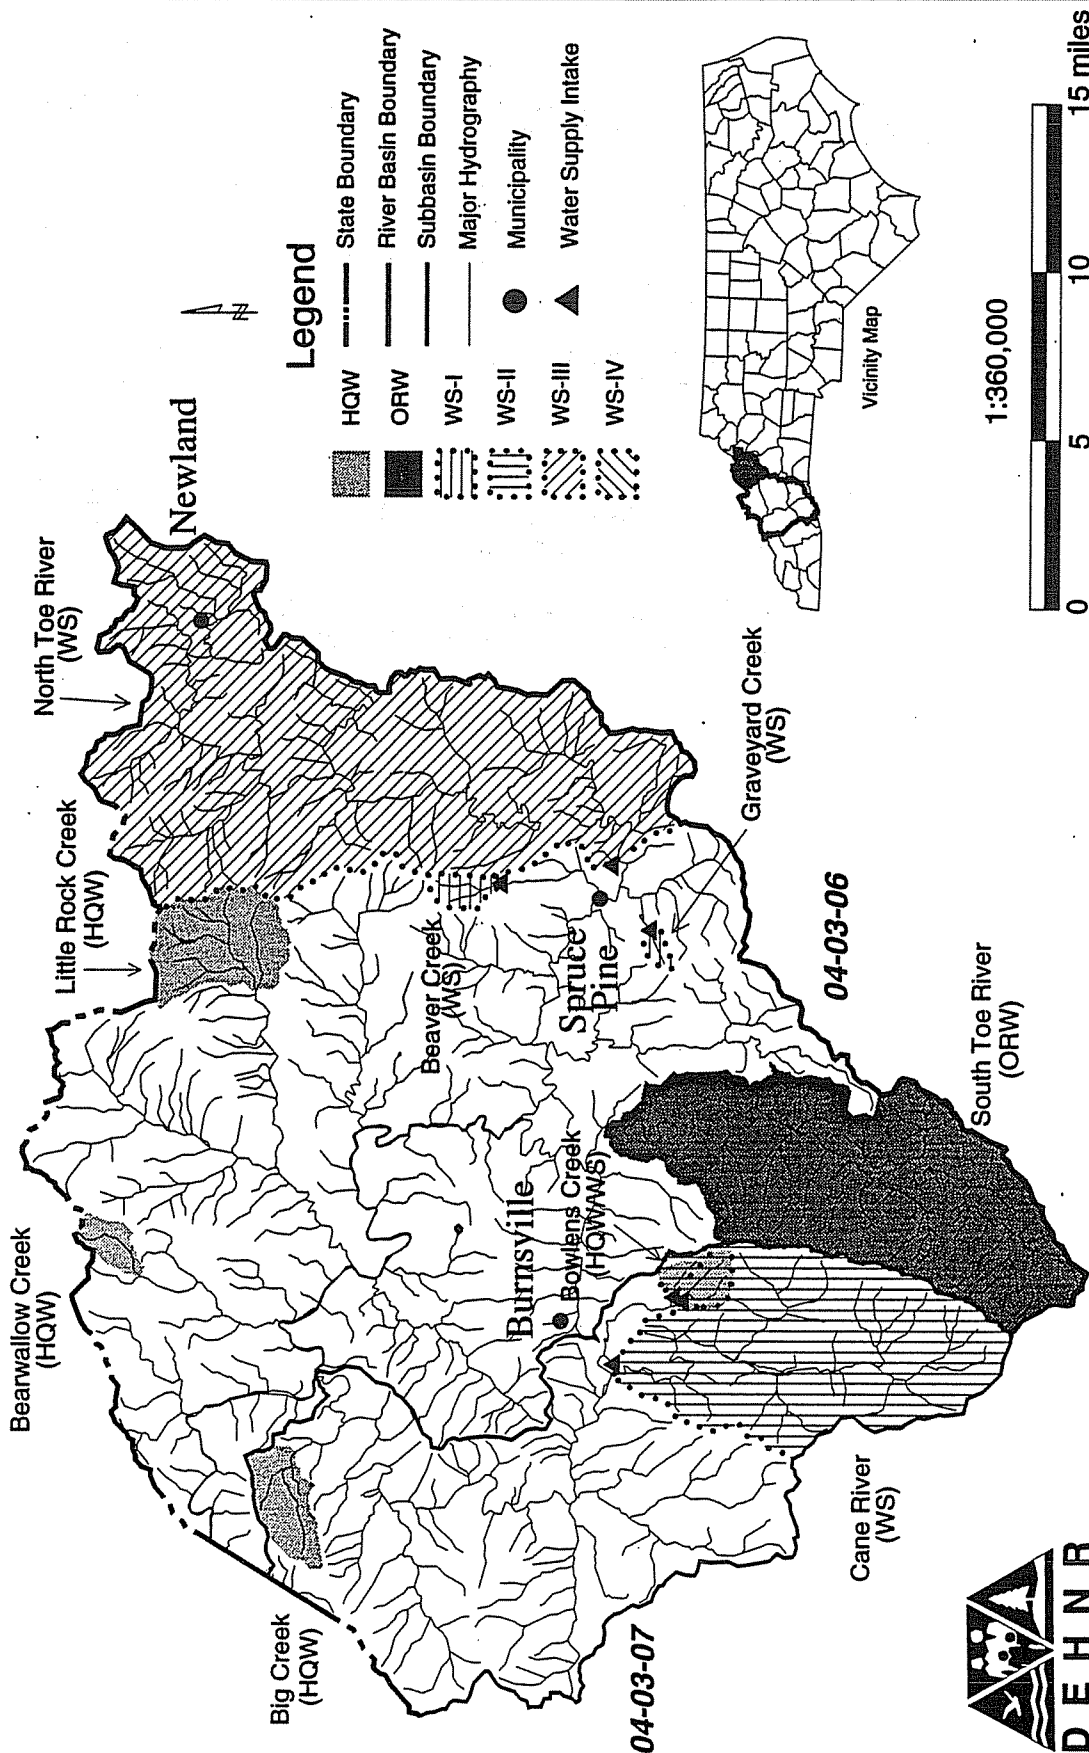 Big Creek
(HQW)
Bearwallow Creek
(HQW)
Little Rock Creek
(HQW)
North Toe River
(WS)
Newland
Beaver Creek
(WS)
Spruce
Pine
Graveyard Creek
(WS)
Burnsville
Bowlens Creek
(HQW/WS)
04-03-07
Cane River
(WS)
04-03-06
South Toe River
(ORW)
Legend
HQW
ORW
WS-I
WS-II
WS-III
WS-IV
State Boundary
River Basin Boundary
Subbasin Boundary
Major Hydrography
Municipality
Water Supply Intake
Vicinity Map
1:360,000
0 5 10 15 miles
D E H N R